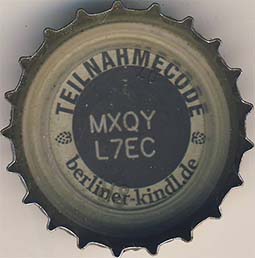 TEILNAHMECODE
MXQY
L7EC
berliner-kindl.de